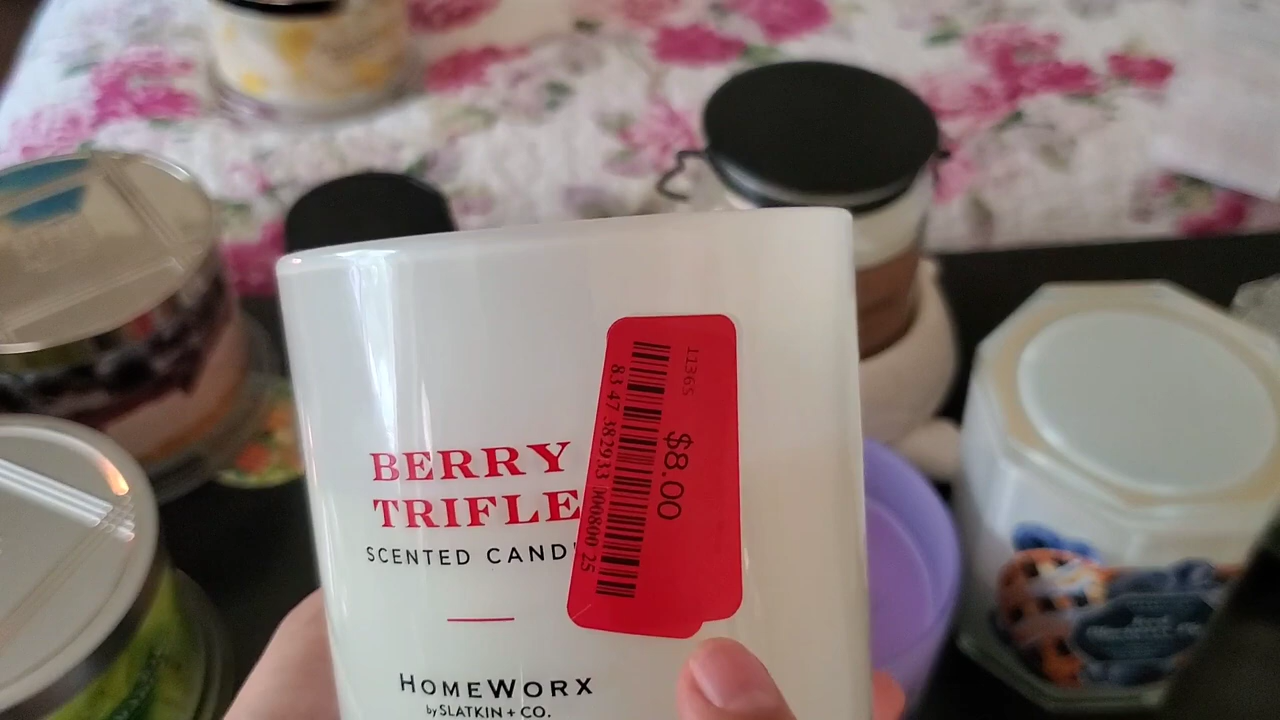 BERRY
TRIFLE
SCENTED CAND
HOMEWORX
by SLATKIN + CO.
11365
$8.00
83 47 382933 000800 25